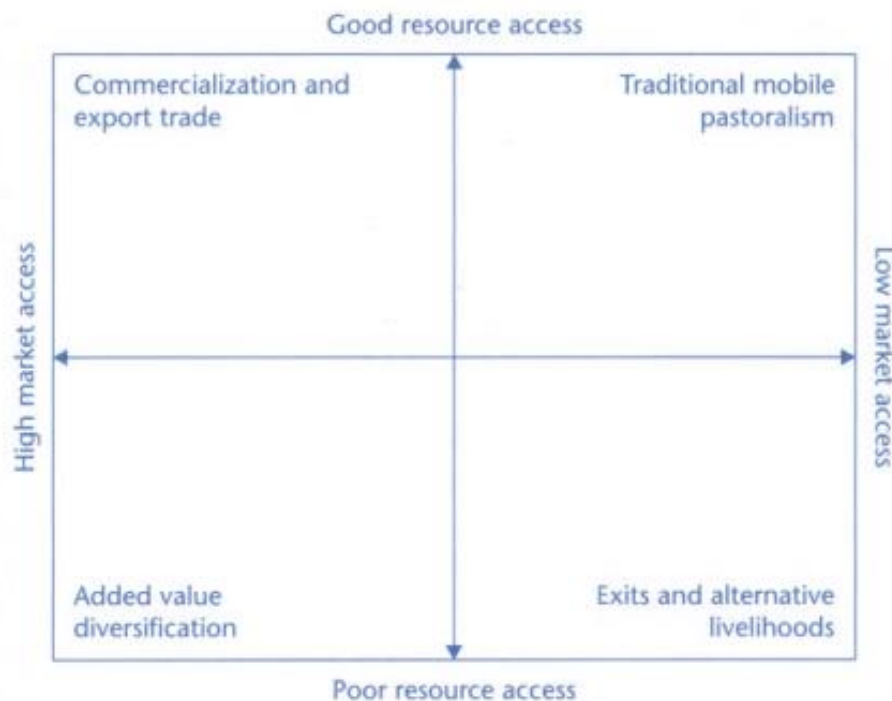 Good resource access
Commercialization and
export trade
Traditional mobile
pastoralism
High market access
Low market access
Added value
diversification
Exits and alternative
livelihoods
Poor resource access